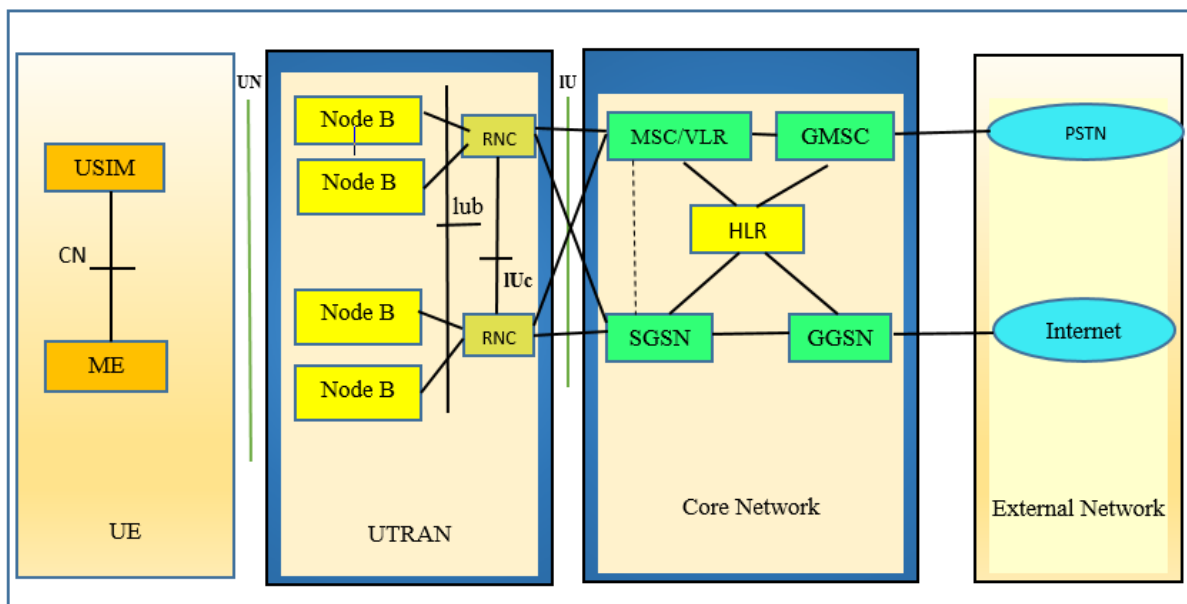 UN
IU
Node B
RNC
MSC/VLR
GMSC
PSTN
USIM
Node B
lub
HLR
CN
IUc
Node B
RNC
SGSN
GGSN
Internet
ME
Node B
UE
UTRAN
Core Network
External Network